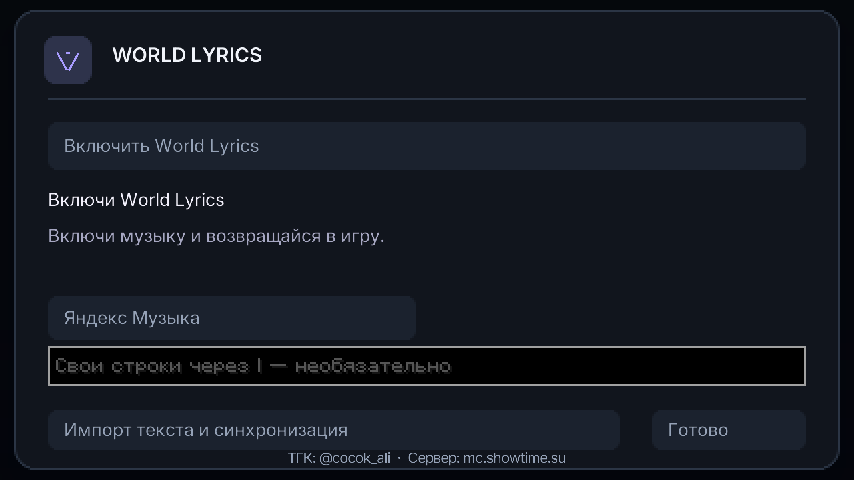 WORLD LYRICS
Включить World Lyrics
Включи World Lyrics
Включи музыку и возвращайся в игру.
Яндекс Музыка
Свои строки через | — необязательно
Импорт текста и синхронизация
Готово
ТГК: @cocok_ali · Сервер: mc.showtime.su